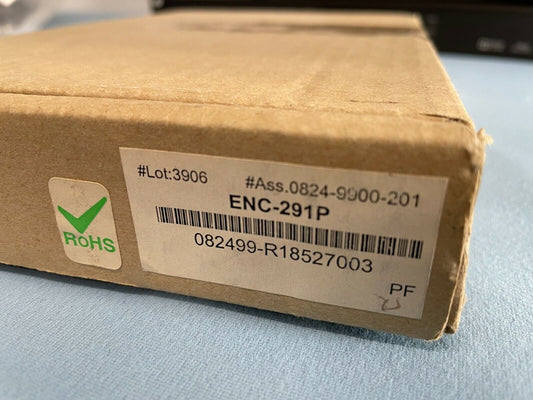 #Lot:3906 #Ass.0824-9900-201
ENC-291P
082499-R18527003
PF
RoHS